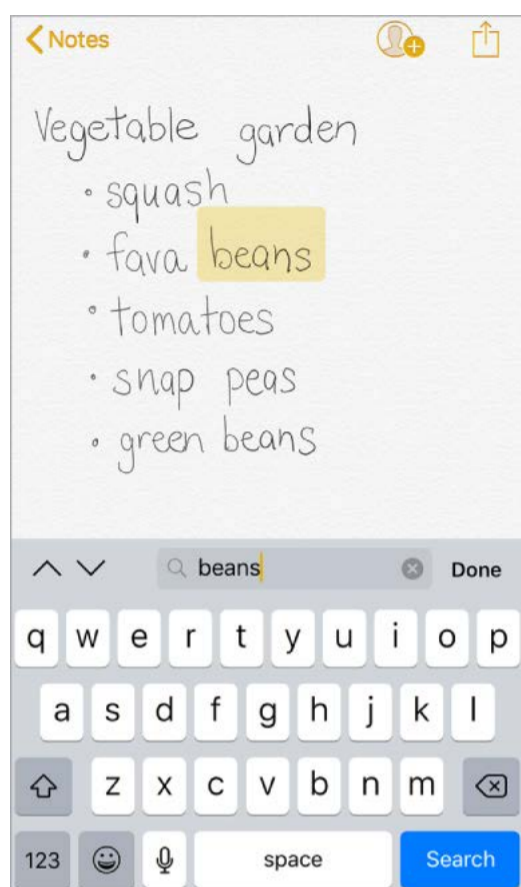 Notes
Vegetable garden
• squash
• fava beans
• tomatoes
• snap peas
• green beans
beans Done
q w e r t y u i o p
a s d f g h j k l
z x c v b n m
123 space Search